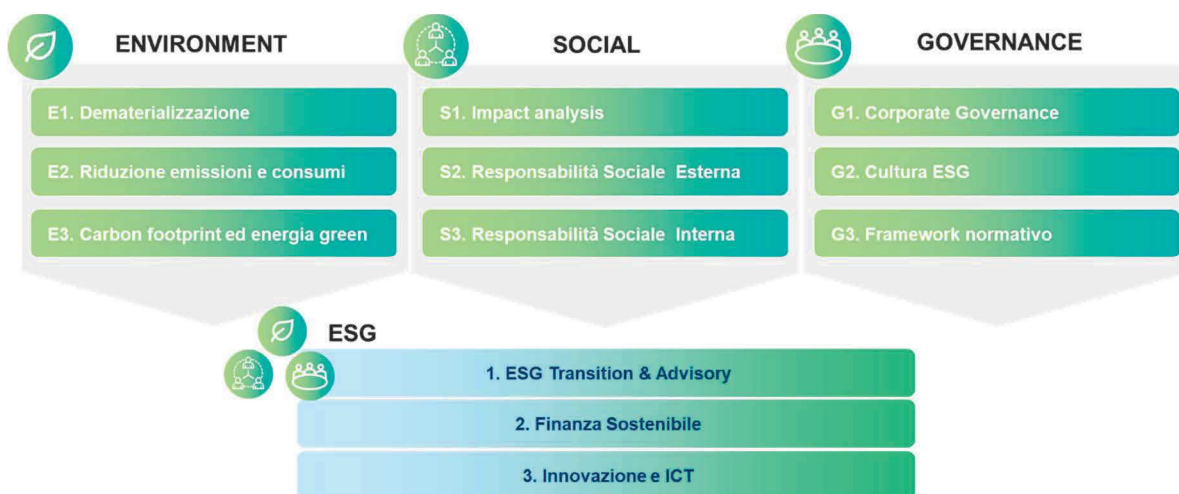 ENVIRONMENT
E1. Dematerializzazione
E2. Riduzione emissioni e consumi
E3. Carbon footprint ed energia green
SOCIAL
S1. Impact analysis
S2. Responsabilità Sociale Esterna
S3. Responsabilità Sociale Interna
GOVERNANCE
G1. Corporate Governance
G2. Cultura ESG
G3. Framework normativo
ESG
1. ESG Transition & Advisory
2. Finanza Sostenibile
3. Innovazione e ICT